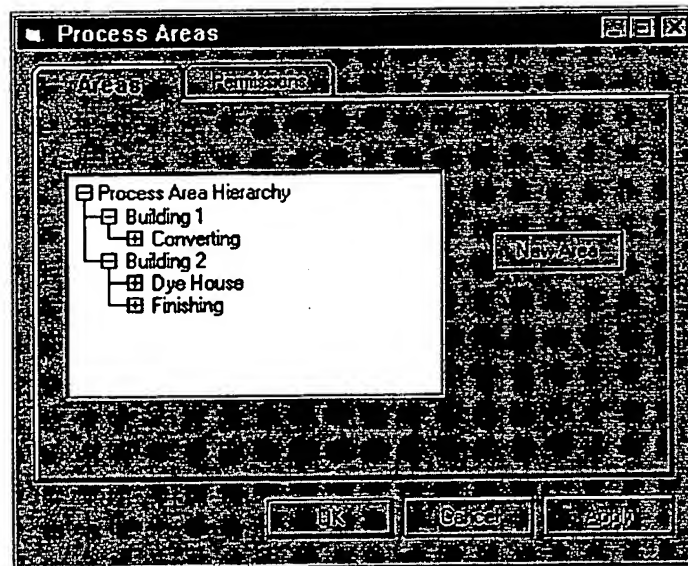 Process Areas
Areas Permissions
Process Area Hierarchy
Building 1
Converting
Building 2
Dye House
Finishing
New Area
OK Cancel Apply